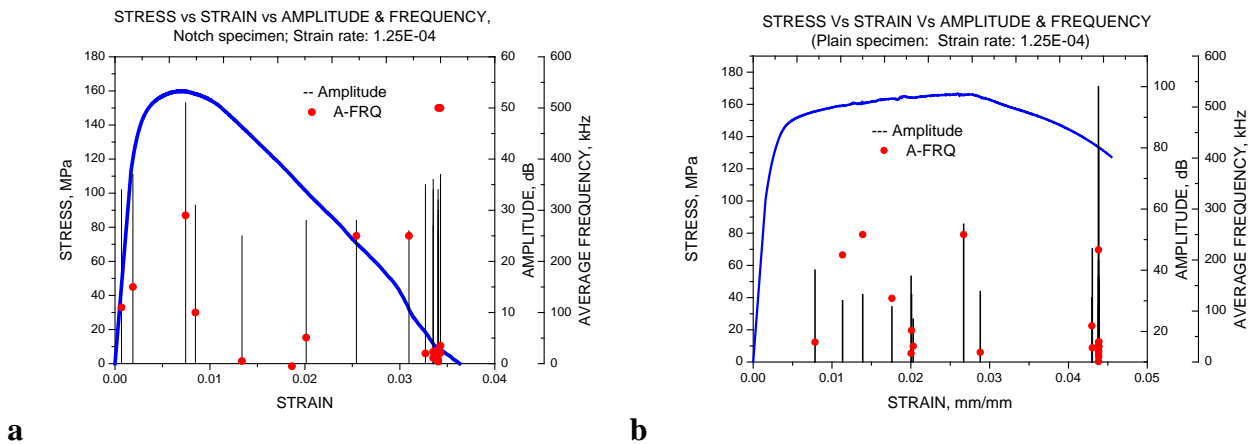 STRESS vs STRAIN vs AMPLITUDE & FREQUENCY,
Notch specimen; Strain rate: 1.25E-04
180
160
140
120
100
80
60
40
20
0
STRESS, MPa
0.00 0.01 0.02 0.03 0.04
STRAIN
-- Amplitude
A-FRQ
60
50
40
30
20
10
0
AMPLITUDE, dB
600
500
400
300
200
100
0
AVERAGE FREQUENCY, kHz
a
STRESS Vs STRAIN Vs AMPLITUDE & FREQUENCY
(Plain specimen: Strain rate: 1.25E-04)
180
160
140
120
100
80
60
40
20
0
STRESS, MPa
0.00 0.01 0.02 0.03 0.04 0.05
STRAIN, mm/mm
--- Amplitude
A-FRQ
100
80
60
40
20
AMPLITUDE, dB
600
500
400
300
200
100
0
AVERAGE FREQUENCY, kHz
b